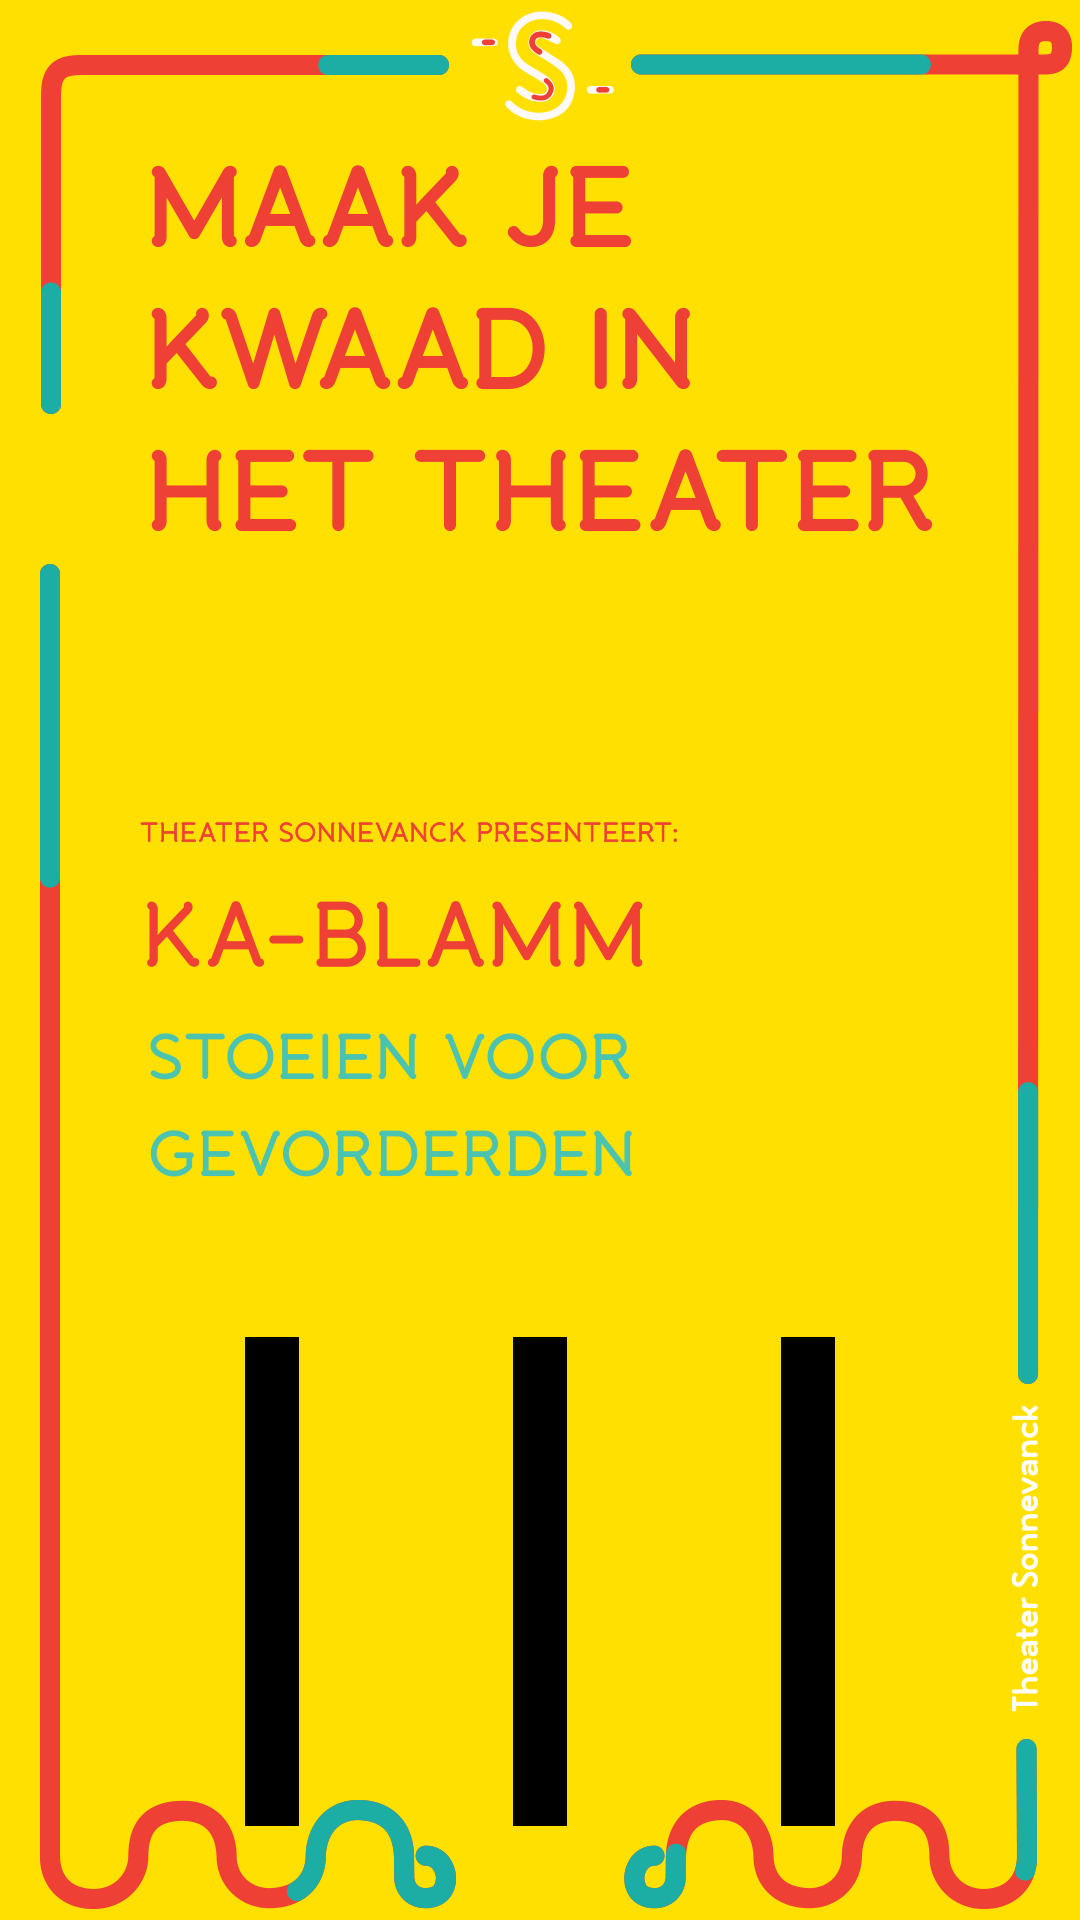 MAAK JE
KWAAD IN
HET THEATER
THEATER SONNEVANCK PRESENTEERT:
KA-BLAMM
STOEIEN VOOR
GEVORDERDEN
Theater Sonnevanck